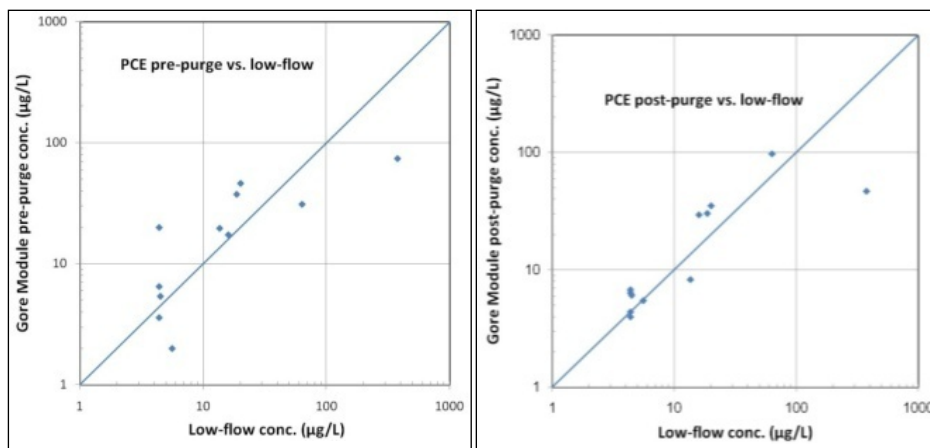 1000
PCE pre-purge vs. low-flow
100
10
1
1
10
100
1000
Gore Module pre-purge conc. (µg/L)
Low-flow conc. (µg/L)
1000
PCE post-purge vs. low-flow
100
10
1
1
10
100
1000
Gore Module post-purge conc. (µg/L)
Low-flow conc. (µg/L)